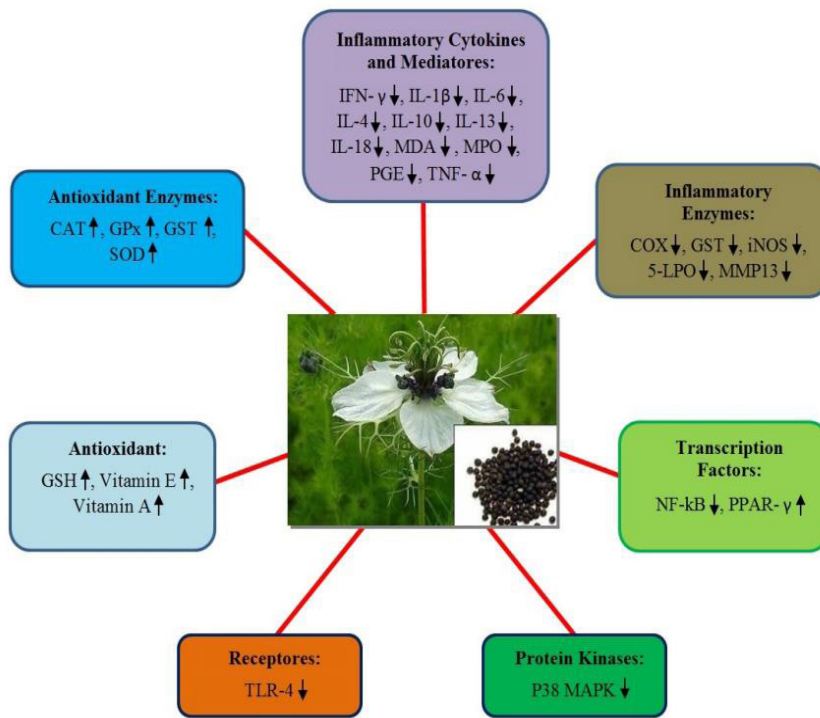 Inflammatory Cytokines
and Mediatores:
IFN- γ↓, IL-1β↓, IL-6↓,
IL-4↓, IL-10↓, IL-13↓,
IL-18↓, MDA↓, MPO↓,
PGE↓, TNF- α↓
Antioxidant Enzymes:
CAT↑, GPx↑, GST↑,
SOD↑
Inflammatory
Enzymes:
COX↓, GST↓, iNOS↓,
5-LPO↓, MMP13↓
Antioxidant:
GSH↑, Vitamin E↑,
Vitamin A↑
Transcription
Factors:
NF-kB↓, PPAR- γ↑
Receptores:
TLR-4↓
Protein Kinases:
P38 MAPK↓